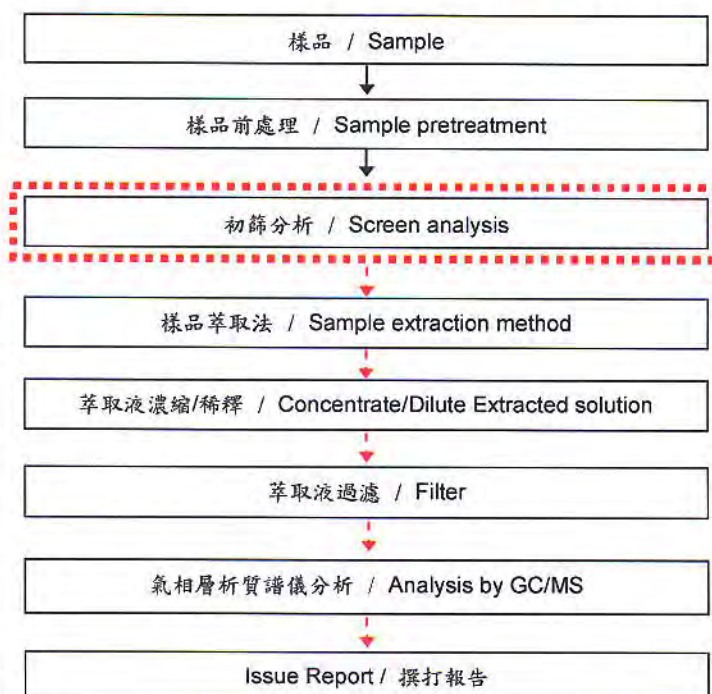 樣品 / Sample
樣品前處理 / Sample pretreatment
初篩分析 / Screen analysis
樣品萃取法 / Sample extraction method
萃取液濃縮/稀釋 / Concentrate/Dilute Extracted solution
萃取液過濾 / Filter
氣相層析質譜儀分析 / Analysis by GC/MS
Issue Report / 撰打報告